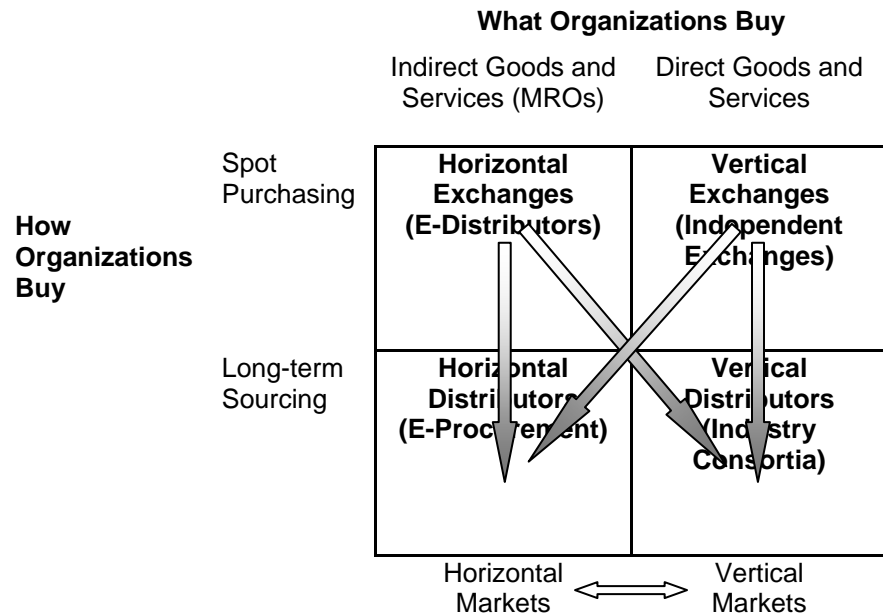 What Organizations Buy
Indirect Goods and
Services (MROs)
Direct Goods and
Services
Spot
Purchasing
Horizontal
Exchanges
(E-Distributors)
Vertical
Exchanges
(Independent
Exchanges)
How
Organizations
Buy
Long-term
Sourcing
Horizontal
Distributors
(E-Procurement)
Vertical
Distributors
(Industry
Consortia)
Horizontal
Markets
Vertical
Markets